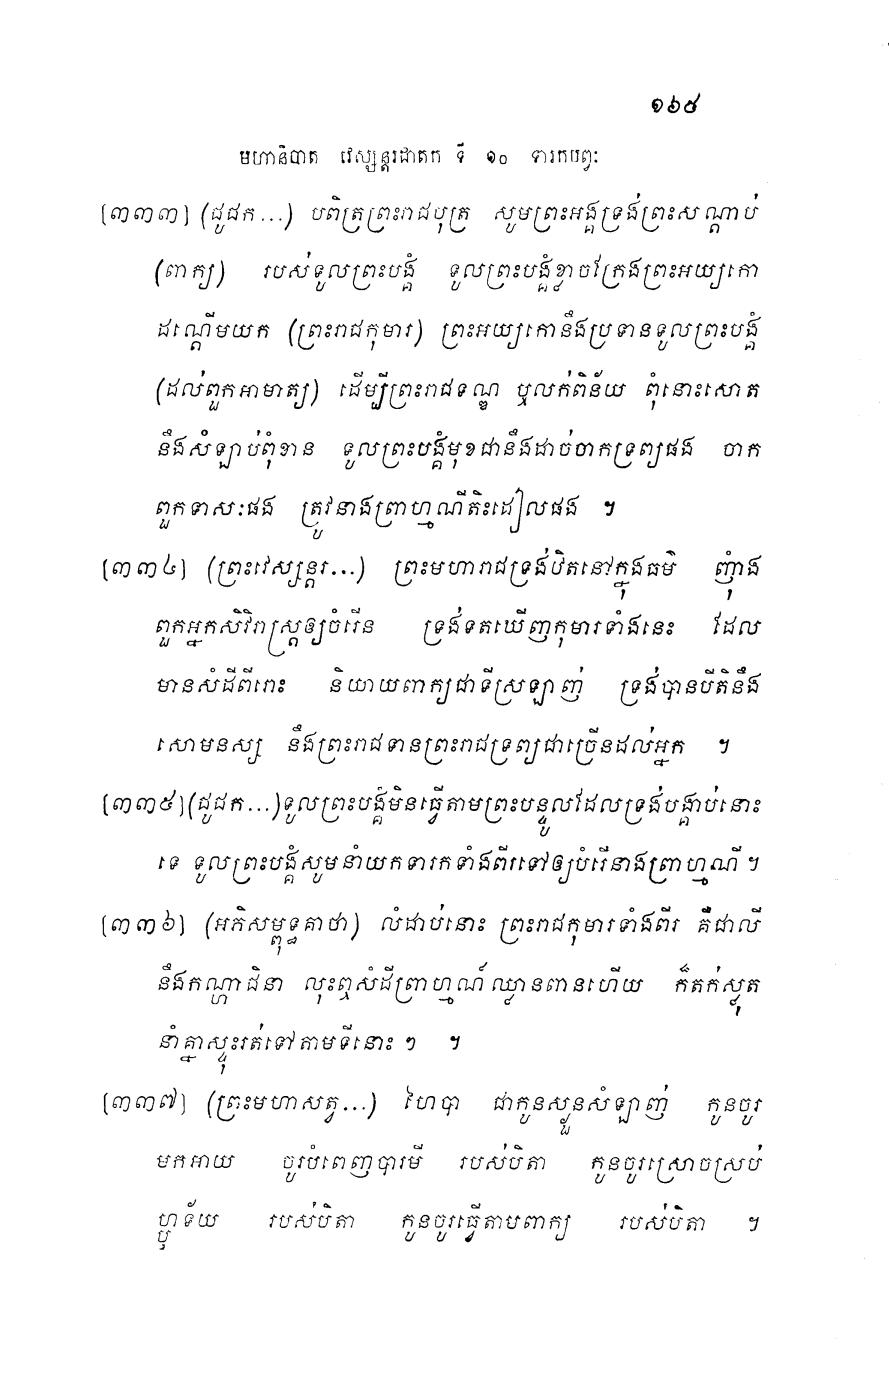 ១៦៥
មហានិបាត វេស្សន្តរជាតក ទី ១០ ទារកបព្វៈ
[៣៣៣] (ជូជក...) បពិត្រព្រះរាជបុត្រ សូមព្រះអង្គទ្រង់ព្រះសណ្តាប់
(ពាក្យ) របស់ទូលព្រះបង្គំ ទូលព្រះបង្គំខ្លាចក្រែងព្រះអយ្យកោ
ដណ្តើមយក (ព្រះរាជកុមារ) ព្រះអយ្យកោនឹងប្រទានទូលព្រះបង្គំ
(ដល់ពួកអាមាត្យ) ដើម្បីព្រះរាជទណ្ឌ ឬលក់ពិន័យ ពុំនោះសោត
នឹងសំឡាប់ពុំខាន ទូលព្រះបង្គំមុខជានឹងដាច់ចាកទ្រព្យផង ចាក
ពួកទាសៈផង ត្រូវនាងព្រាហ្មណីតិះដៀលផង ។
[៣៣៤] (ព្រះវេស្សន្តរ...) ព្រះមហារាជទ្រង់ឋិតនៅក្នុងធម៌ ញុំាង
ពួកអ្នកសិវិរាស្ត្រឲ្យចំរើន ទ្រង់ទតឃើញកុមារទាំងនេះ ដែល
មានសំដីពីរោះ និយាយពាក្យជាទីស្រឡាញ់ ទ្រង់បានបីតិនឹង
សោមនស្ស នឹងព្រះរាជទានព្រះរាជទ្រព្យជាច្រើនដល់អ្នក ។
[៣៣៥] (ជូជក...) ទូលព្រះបង្គំមិនធ្វើតាមព្រះបន្ទូលដែលទ្រង់បង្គាប់នោះ
ទេ ទូលព្រះបង្គំសូមនាំយកទារកទាំងពីរទៅឲ្យបំរើនាងព្រាហ្មណី ។
[៣៣៦] (អភិសម្ពុទ្ធគាថា) លំដាប់នោះ ព្រះរាជកុមារទាំងពីរ គឺជាលី
នឹងកណ្ហាជិនា លុះឮសំដីព្រាហ្មណ៍ឈ្លានពានហើយ ក៏តក់ស្លុត
នាំគ្នាស្ទុះរត់ទៅតាមទីនោះ ៗ ។
[៣៣៧] (ព្រះមហាសត្វ...) ហៃបា ជាកូនស្ងួនសំឡាញ់ កូនចូរ
មកអាយ ចូរបំពេញបារមី របស់បិតា កូនចូរស្រោចស្រប់
ហ្ឫទ័យ របស់បិតា កូនចូរធ្វើតាមពាក្យ របស់បិតា ។